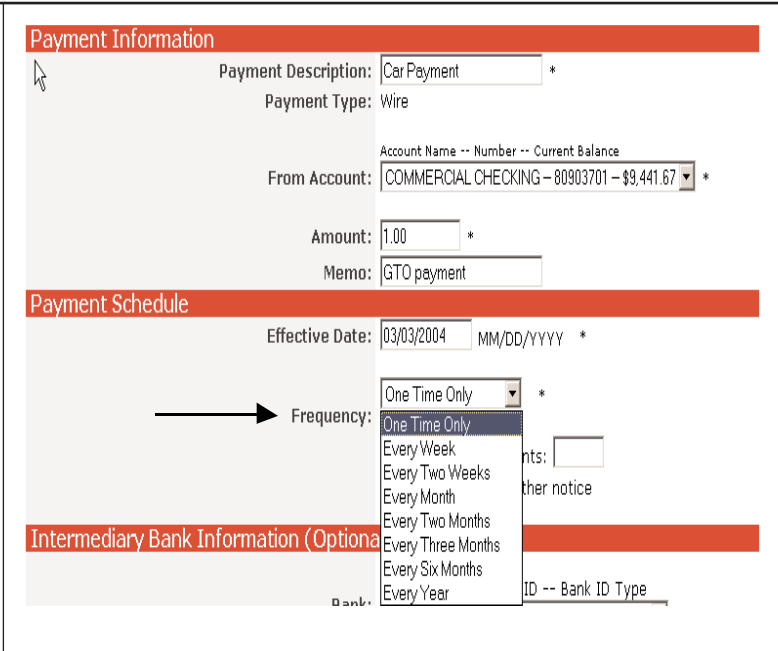 Payment Information
Payment Description: Car Payment *
Payment Type: Wire
Account Name -- Number -- Current Balance
From Account: COMMERCIAL CHECKING – 80903701 – $9,441.67 *
Amount: 1.00 *
Memo: GTO payment
Payment Schedule
Effective Date: 03/03/2004 MM/DD/YYYY *
One Time Only *
Frequency:
One Time Only
Every Week
nts:
Every Two Weeks
ther notice
Every Month
Every Two Months
Intermediary Bank Information (Optiona
Every Three Months
Every Six Months
ID -- Bank ID Type
Every Year
Bank: